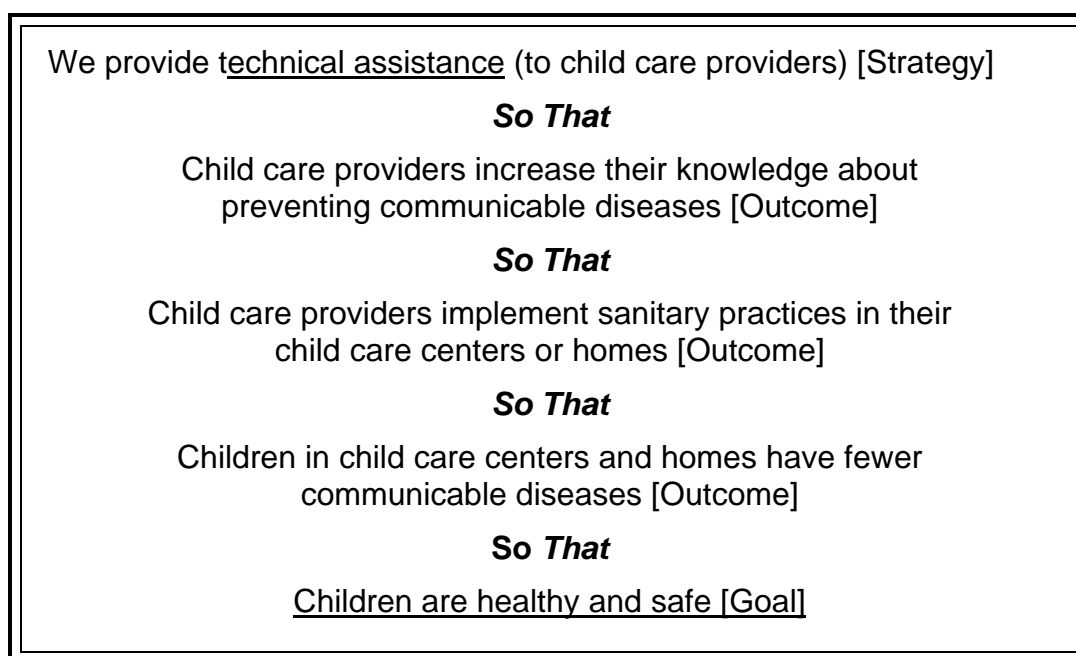 We provide technical assistance (to child care providers) [Strategy]
So That
Child care providers increase their knowledge about
preventing communicable diseases [Outcome]
So That
Child care providers implement sanitary practices in their
child care centers or homes [Outcome]
So That
Children in child care centers and homes have fewer
communicable diseases [Outcome]
So That
Children are healthy and safe [Goal]